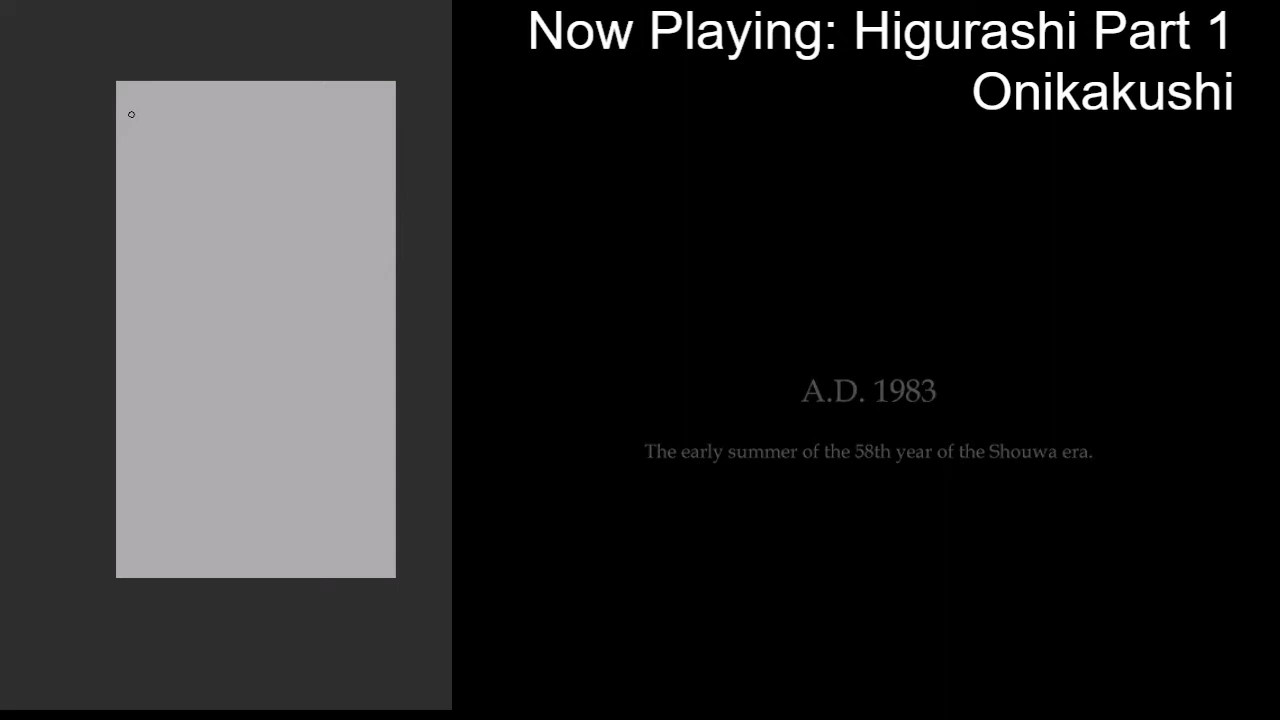 Now Playing: Higurashi Part 1
Onikakushi
A.D. 1983
The early summer of the 58th year of the Shouwa era.